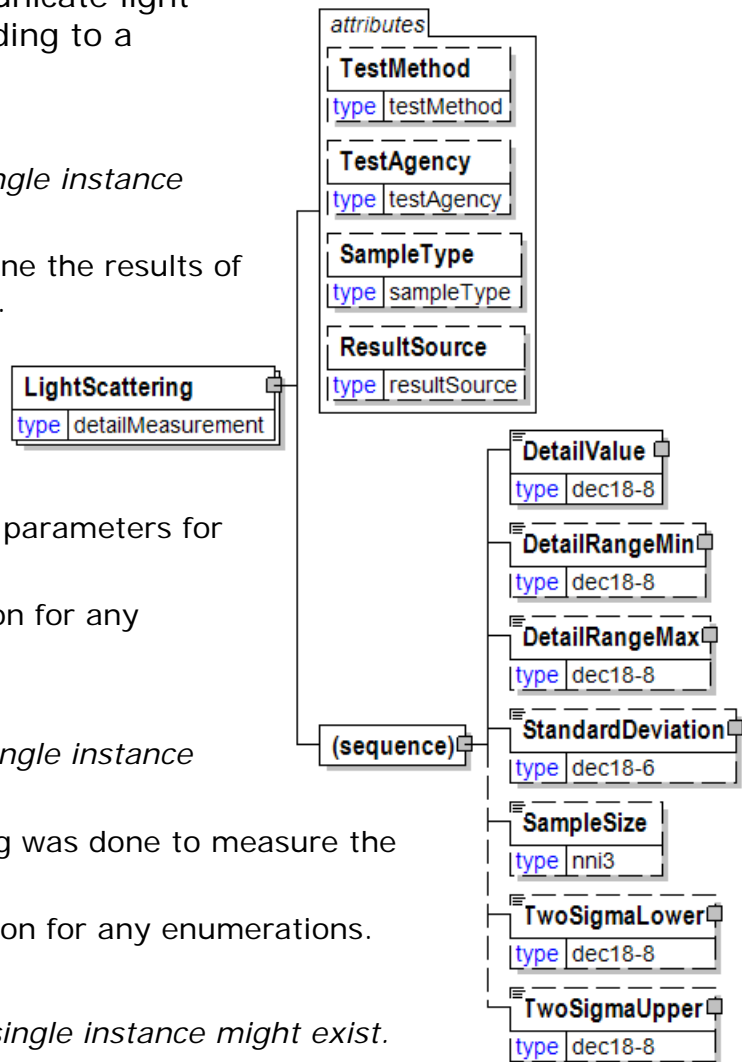 unicate light
ding to a
ngle instance
ne the results of
.
parameters for
on for any
ngle instance
g was done to measure the
on for any enumerations.
single instance might exist.
LightScattering
type detailMeasurement
attributes
TestMethod
type testMethod
TestAgency
type testAgency
SampleType
type sampleType
ResultSource
type resultSource
(sequence)
DetailValue
type dec18-8
DetailRangeMin
type dec18-8
DetailRangeMax
type dec18-8
StandardDeviation
type dec18-6
SampleSize
type nni3
TwoSigmaLower
type dec18-8
TwoSigmaUpper
type dec18-8